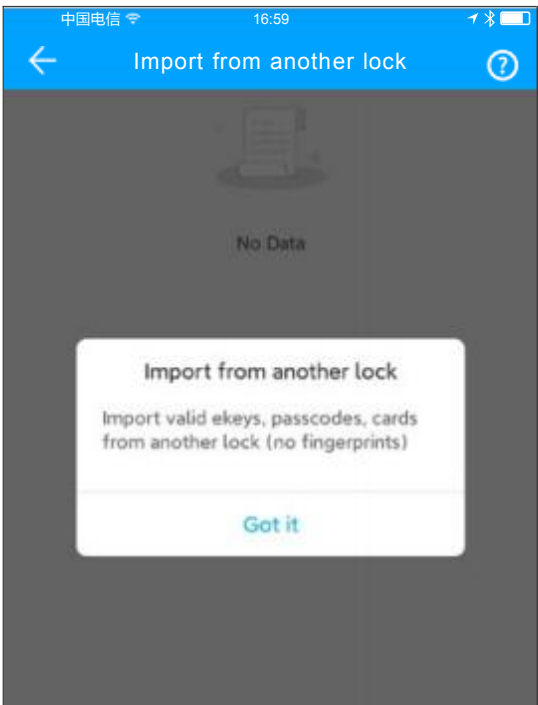 中国电信 16:59
Import from another lock
No Data
Import from another lock
Import valid ekeys, passcodes, cards
from another lock (no fingerprints)
Got it